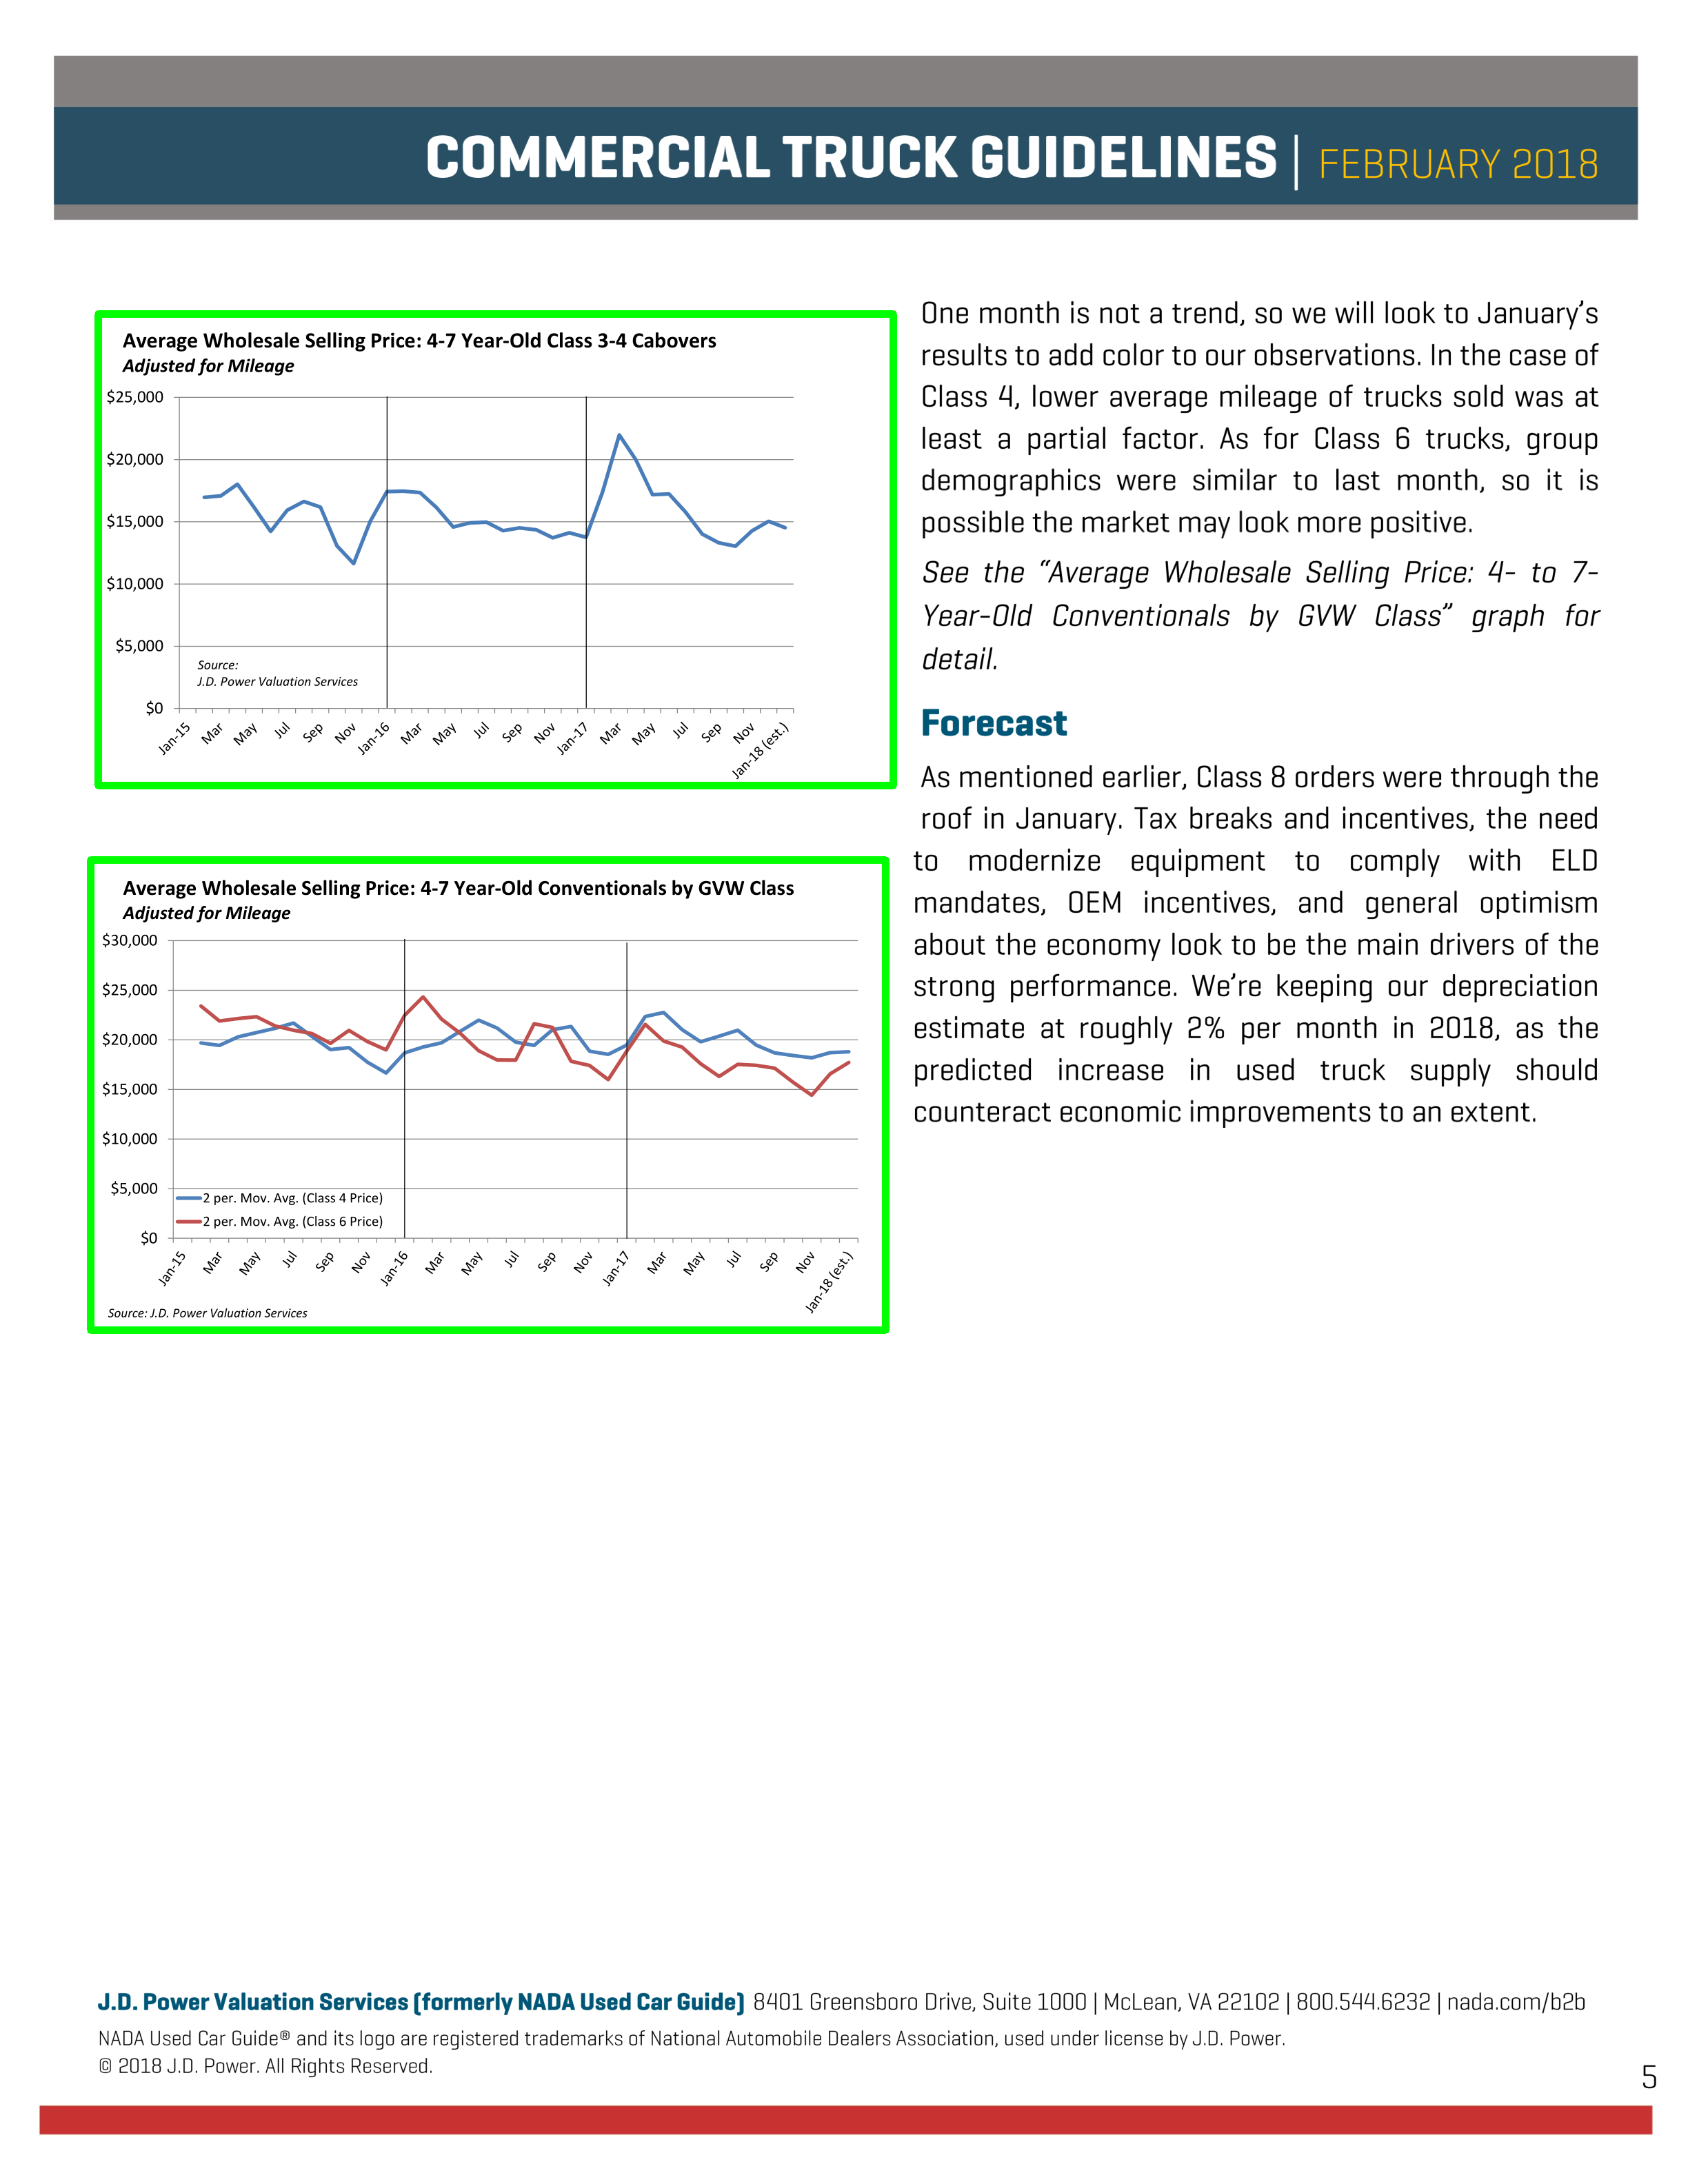 COMMERCIAL TRUCK GUIDELINES | FEBRUARY 2018
Average Wholesale Selling Price: 4-7 Year-Old Class 3-4 Cabovers
Adjusted for Mileage
$25,000
$20,000
$15,000
$10,000
$5,000
$0
Source:
J.D. Power Valuation Services
Jan-15
Mar
May
Jul
Sep
Nov
Jan-16
Mar
May
Jul
Sep
Nov
Jan-17
Mar
May
Jul
Sep
Nov
Jan-18 (est.)
Average Wholesale Selling Price: 4-7 Year-Old Conventionals by GVW Class
Adjusted for Mileage
$30,000
$25,000
$20,000
$15,000
$10,000
$5,000
$0
2 per. Mov. Avg. (Class 4 Price)
2 per. Mov. Avg. (Class 6 Price)
Jan-15
Mar
May
Jul
Sep
Nov
Jan-16
Mar
May
Jul
Sep
Nov
Jan-17
Mar
May
Jul
Sep
Nov
Jan-18 (est.)
Source: J.D. Power Valuation Services
One month is not a trend, so we will look to January’s
results to add color to our observations. In the case of
Class 4, lower average mileage of trucks sold was at
least a partial factor. As for Class 6 trucks, group
demographics were similar to last month, so it is
possible the market may look more positive.
See the “Average Wholesale Selling Price: 4- to 7-
Year-Old Conventionals by GVW Class” graph for
detail.
Forecast
As mentioned earlier, Class 8 orders were through the
roof in January. Tax breaks and incentives, the need
to modernize equipment to comply with ELD
mandates, OEM incentives, and general optimism
about the economy look to be the main drivers of the
strong performance. We’re keeping our depreciation
estimate at roughly 2% per month in 2018, as the
predicted increase in used truck supply should
counteract economic improvements to an extent.
J.D. Power Valuation Services (formerly NADA Used Car Guide) 8401 Greensboro Drive, Suite 1000 | McLean, VA 22102 | 800.544.6232 | nada.com/b2b
NADA Used Car Guide® and its logo are registered trademarks of National Automobile Dealers Association, used under license by J.D. Power.
© 2018 J.D. Power. All Rights Reserved.
5